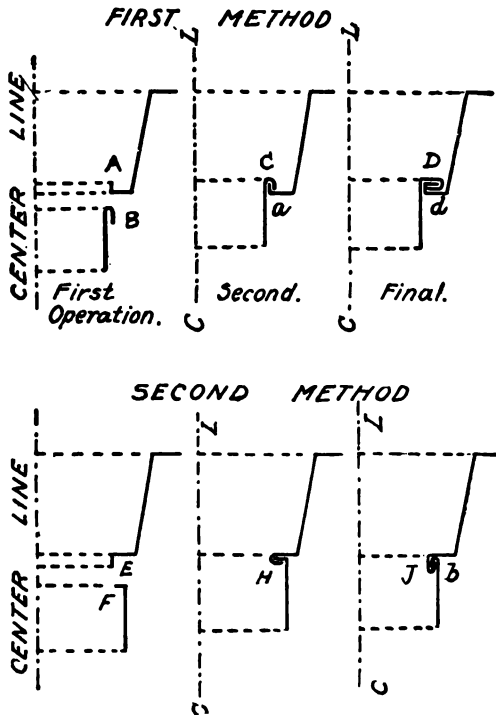 FIRST METHOD
CENTER LINE
L
L
A
B
C
a
D
d
First
Operation.
Second.
Final.
C
C
SECOND METHOD
CENTER LINE
L
L
E
F
H
J b
C
C